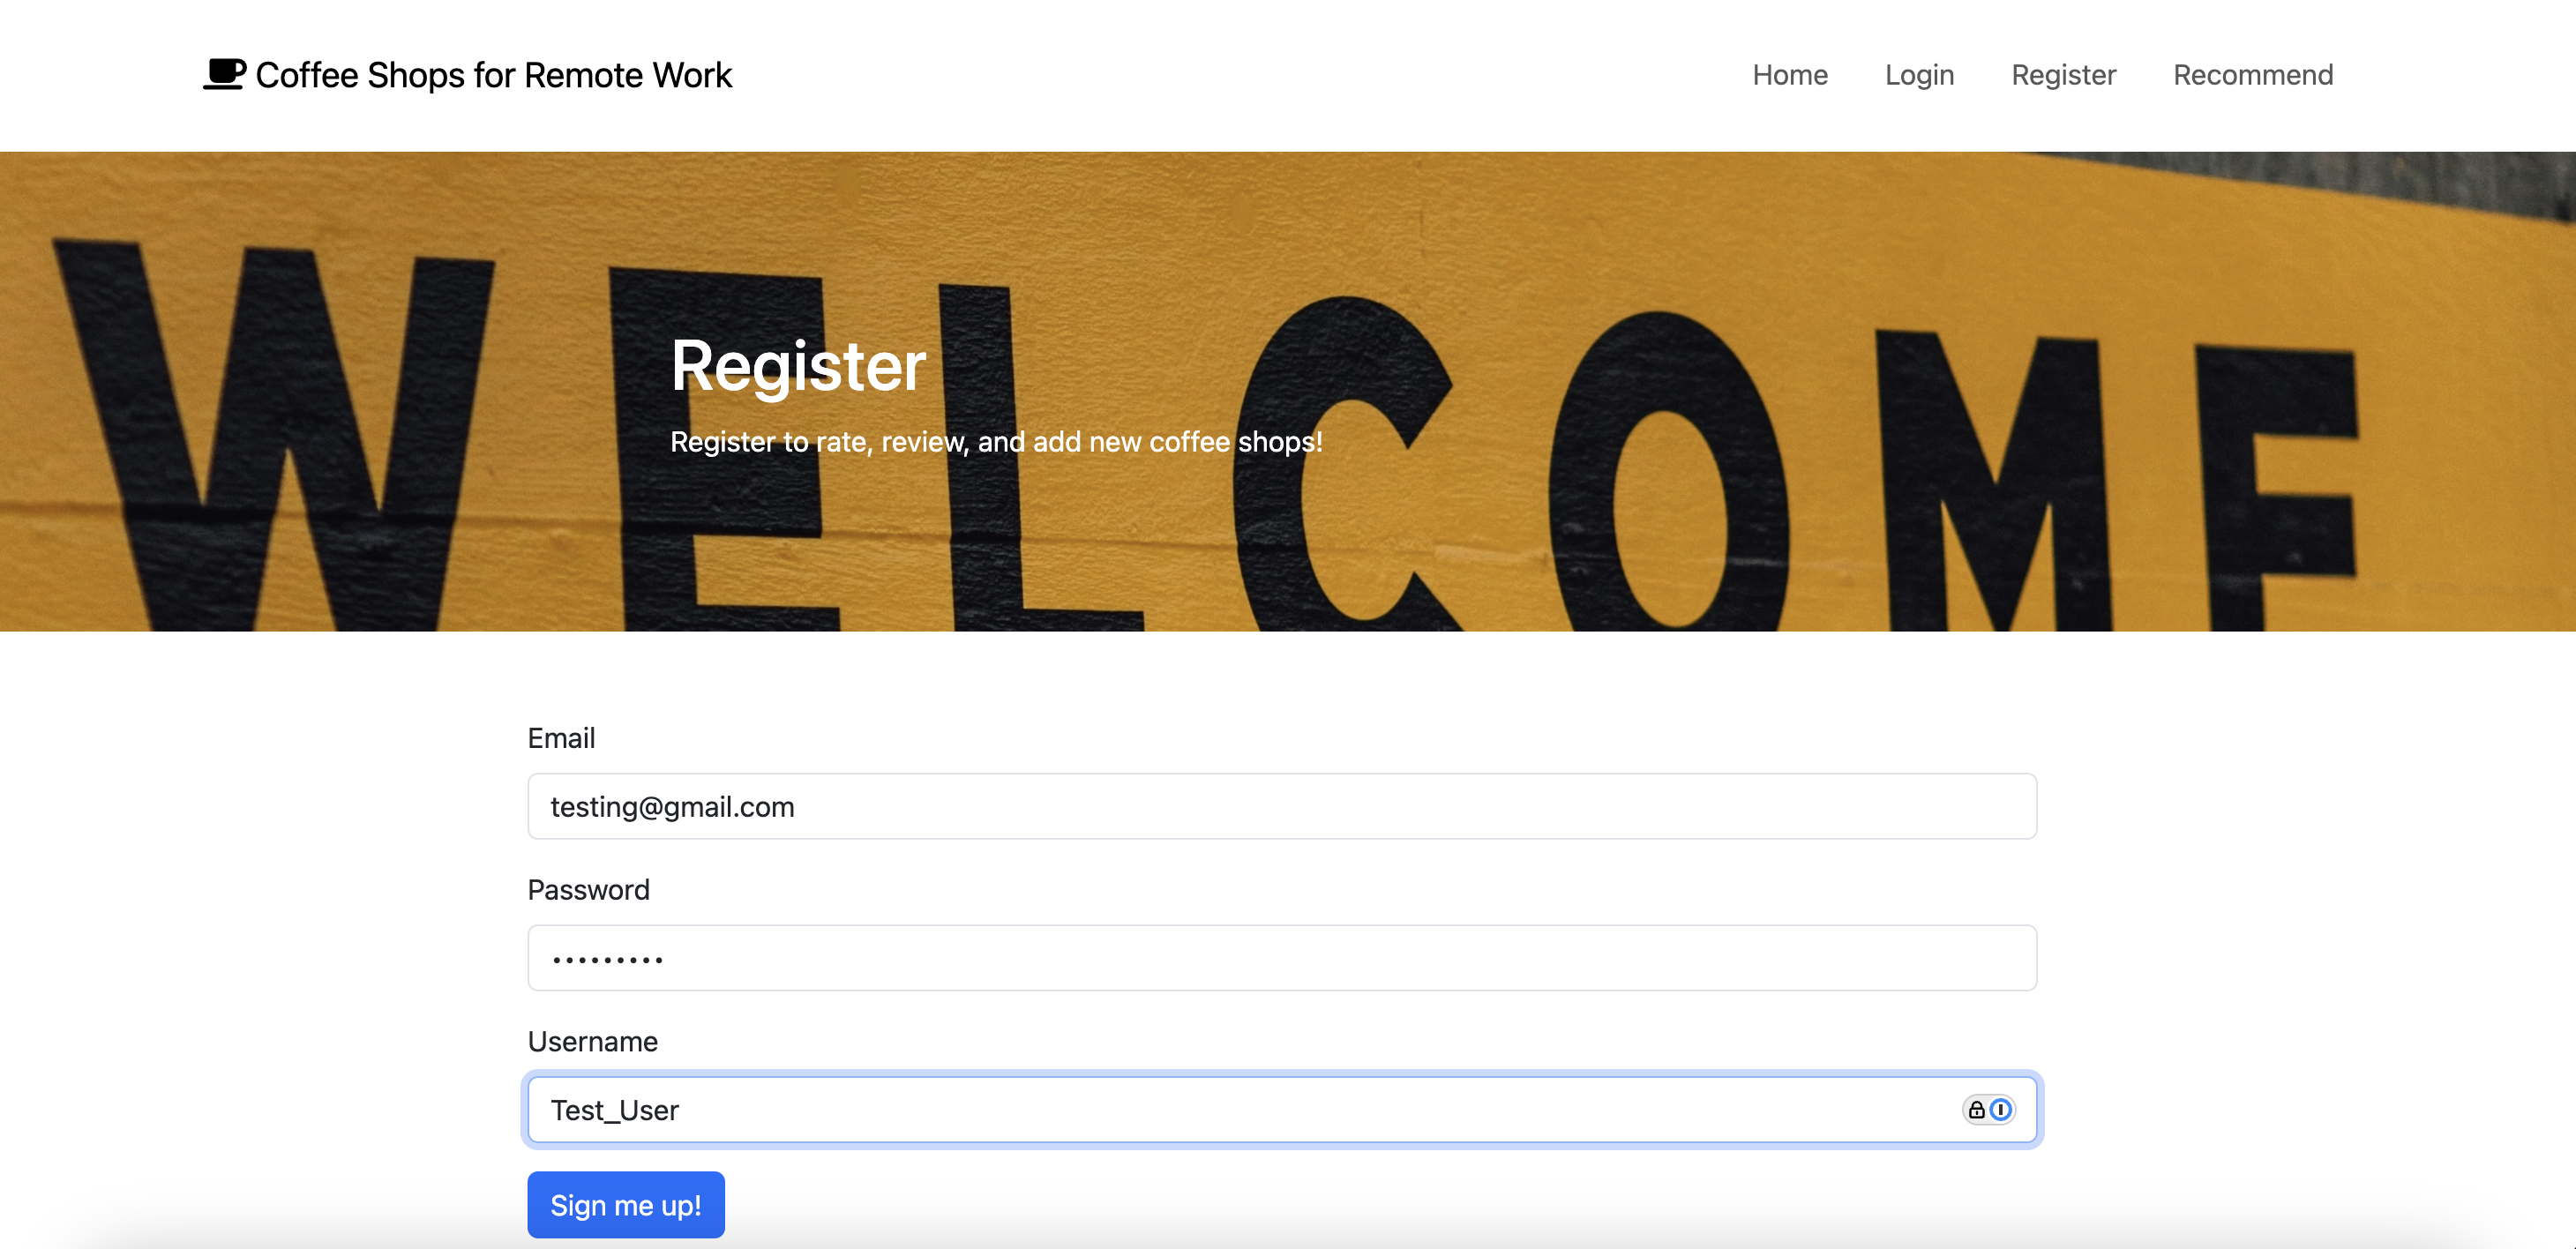 Coffee Shops for Remote Work
Home Login Register Recommend
WELCOME
Register
Register to rate, review, and add new coffee shops!
Email
testing@gmail.com
Password
•••••••••
Username
Test_User
Sign me up!